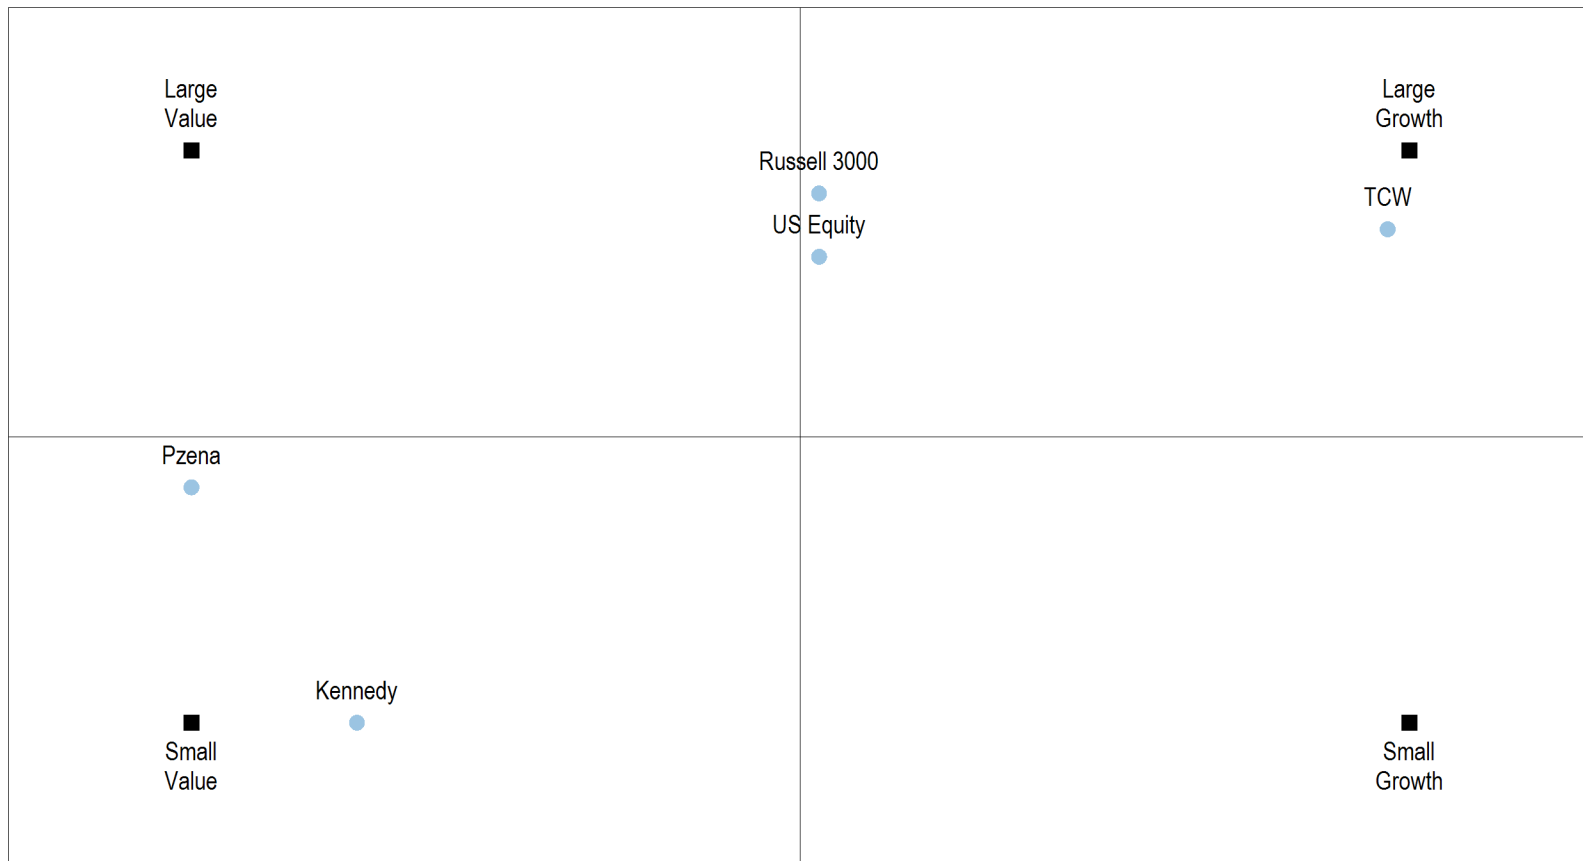 Large
Value
Large
Growth
Russell 3000
TCW
US Equity
Pzena
Kennedy
Small
Value
Small
Growth